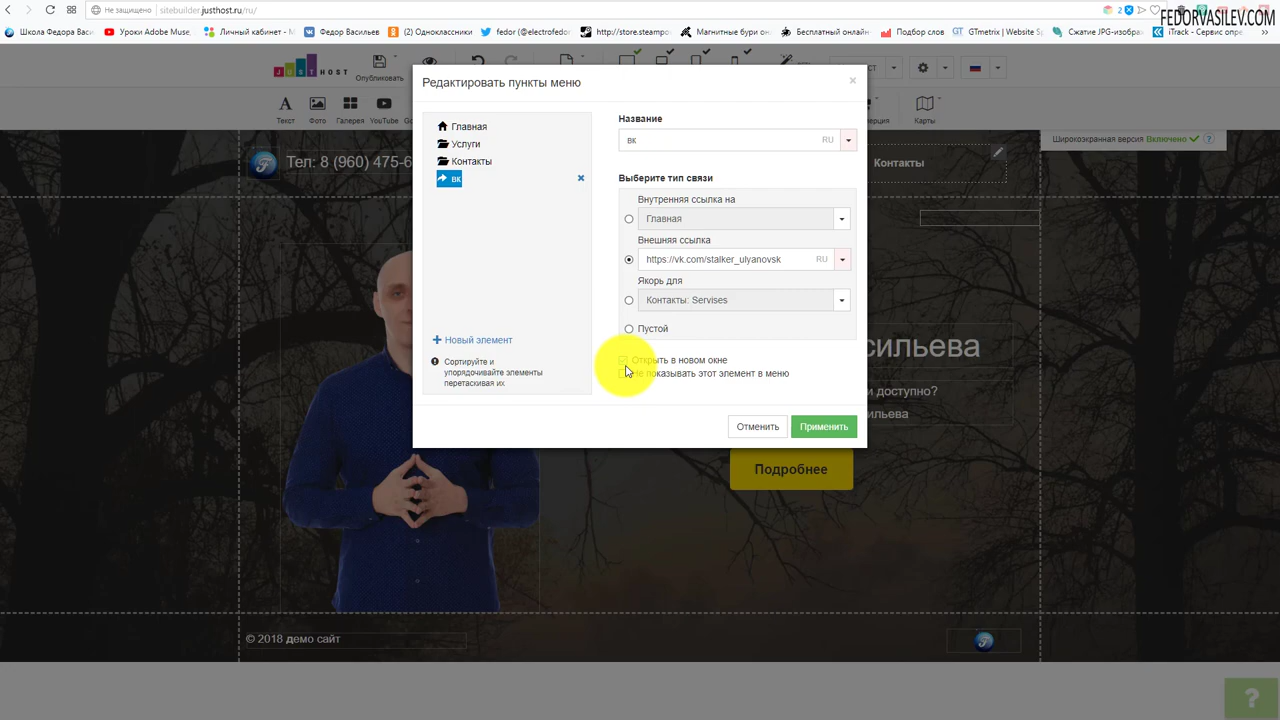 Не защищено
sitebuilder.justhost.ru/ru/
2
FEDORVASILEV.COM
Школа Федора Васи
Уроки Adobe Muse,
Личный кабинет - М
Федор Васильев
(2) Одноклассники
fedor (@electrofedo
http://store.steampo
Магнитные бури он
Бесплатный онлайн-
Подбор слов
GTmetrix | Website Sp
Сжатие JPG-изобра
iTrack - Сервис опре
JUSTHOST
Опубликовать
Редактировать пункты меню
×
Текст
Фото
Галерея
YouTube
Карты
Широкоэкранная версия Включено
?
Тел: 8 (960) 475-6
Контакты
Главная
Услуги
Контакты
вк
Новый элемент
Сортируйте и
упорядочивайте элементы
перетаскивая их
Название
вк
RU
Выберите тип связи
Внутренняя ссылка на
Главная
Внешняя ссылка
https://vk.com/stalker_ulyanovsk
RU
Якорь для
Контакты: Servises
Пустой
Открыть в новом окне
Не показывать этот элемент в меню
Отменить
Применить
сильева
и доступно?
ильева
Подробнее
© 2018 демо сайт
?